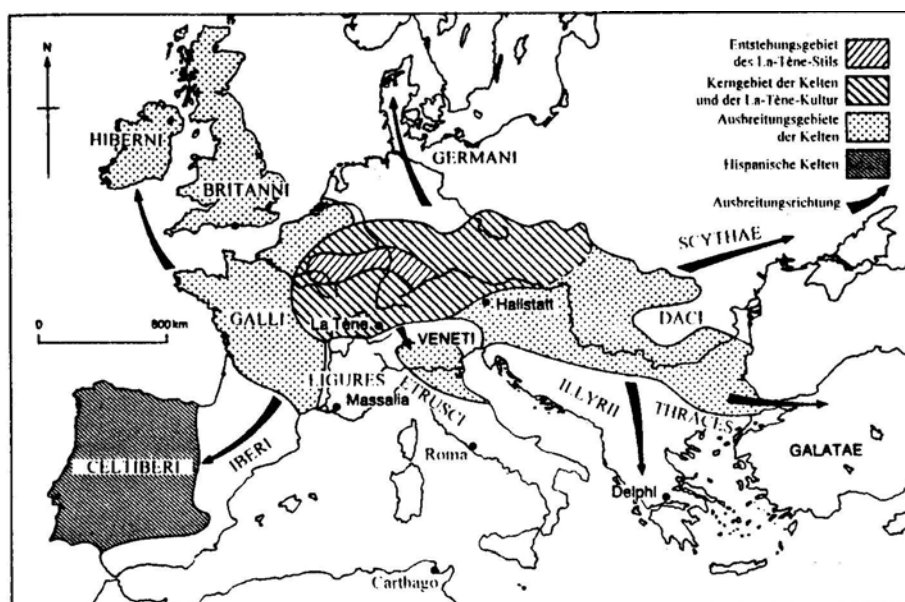 N
Entstehungsgebiet
des La-Tène-Stils
Kerngebiet der Kelten
und der La-Tène-Kultur
Ausbreitungsgebiete
der Kelten
Hispanische Kelten
Ausbreitungsrichtung
HIBERNI
BRITANNI
GERMANI
SCYTHAE
0 800 km
GALLI
La Tène
Hallstatt
DACI
VENETI
LIGURES
Massalia
ETRUSCI
ILLYRII
THRACES
CELTIBERI
IBERI
Roma
GALATAE
Delphi
Carthago